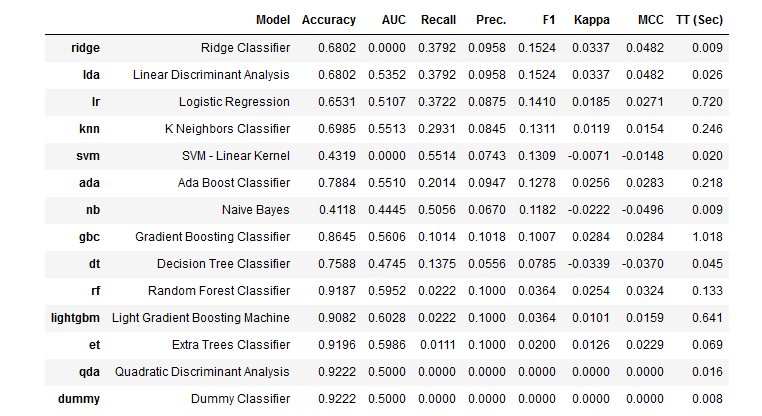 Model Accuracy AUC Recall Prec. F1 Kappa MCC TT (Sec)
ridge Ridge Classifier 0.6802 0.0000 0.3792 0.0958 0.1524 0.0337 0.0482 0.009
lda Linear Discriminant Analysis 0.6802 0.5352 0.3792 0.0958 0.1524 0.0337 0.0482 0.026
lr Logistic Regression 0.6531 0.5107 0.3722 0.0875 0.1410 0.0185 0.0271 0.720
knn K Neighbors Classifier 0.6985 0.5513 0.2931 0.0845 0.1311 0.0119 0.0154 0.246
svm SVM - Linear Kernel 0.4319 0.0000 0.5514 0.0743 0.1309 -0.0071 -0.0148 0.020
ada Ada Boost Classifier 0.7884 0.5510 0.2014 0.0947 0.1278 0.0256 0.0283 0.218
nb Naive Bayes 0.4118 0.4445 0.5056 0.0670 0.1182 -0.0222 -0.0496 0.009
gbc Gradient Boosting Classifier 0.8645 0.5606 0.1014 0.1018 0.1007 0.0284 0.0284 1.018
dt Decision Tree Classifier 0.7588 0.4745 0.1375 0.0556 0.0785 -0.0339 -0.0370 0.045
rf Random Forest Classifier 0.9187 0.5952 0.0222 0.1000 0.0364 0.0254 0.0324 0.133
lightgbm Light Gradient Boosting Machine 0.9082 0.6028 0.0222 0.1000 0.0364 0.0101 0.0159 0.641
et Extra Trees Classifier 0.9196 0.5986 0.0111 0.1000 0.0200 0.0126 0.0229 0.069
qda Quadratic Discriminant Analysis 0.9222 0.5000 0.0000 0.0000 0.0000 0.0000 0.0000 0.016
dummy Dummy Classifier 0.9222 0.5000 0.0000 0.0000 0.0000 0.0000 0.0000 0.008